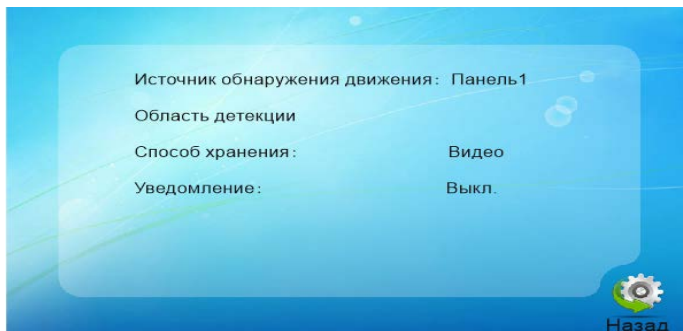 Источник обнаружения движения: Панель1
Область детекции
Способ хранения: Видео
Уведомление: Выкл.
Назад